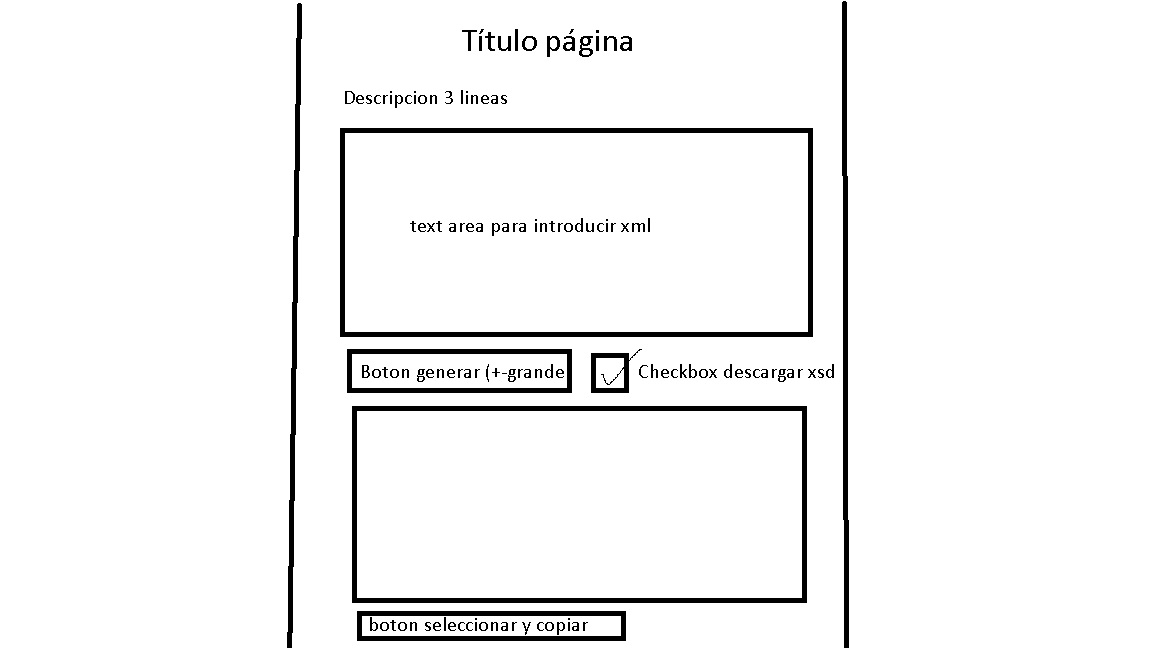 Título página
Descripcion 3 lineas
text area para introducir xml
Boton generar (+-grande
Checkbox descargar xsd
boton seleccionar y copiar